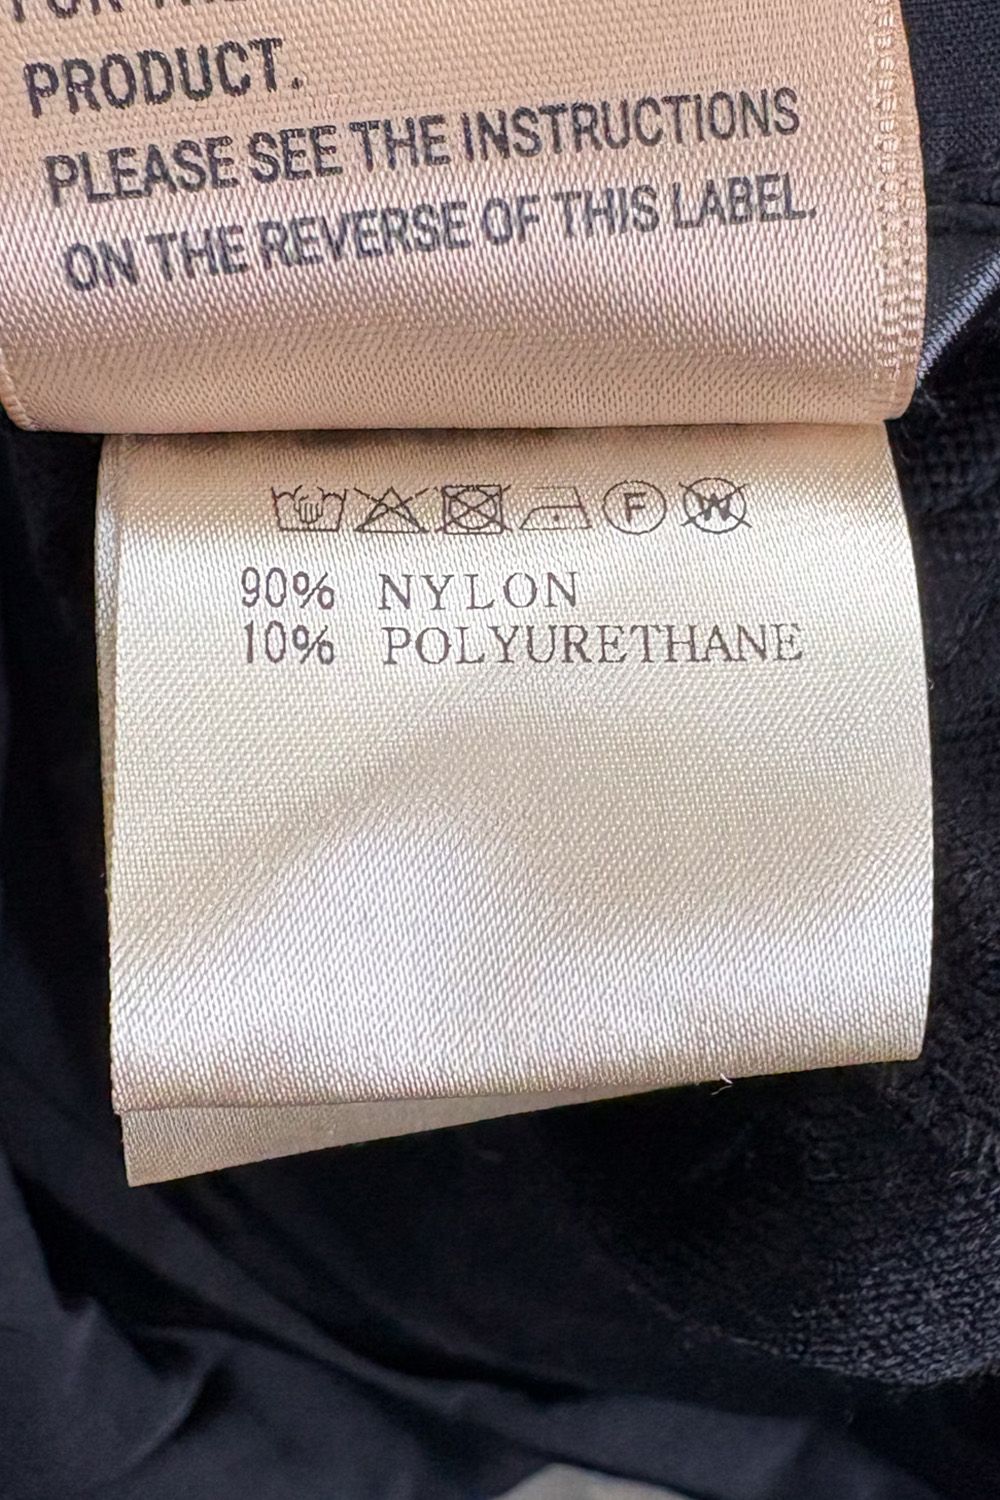 PRODUCT.
PLEASE SEE THE INSTRUCTIONS
ON THE REVERSE OF THIS LABEL.
F W
90% NYLON
10% POLYURETHANE